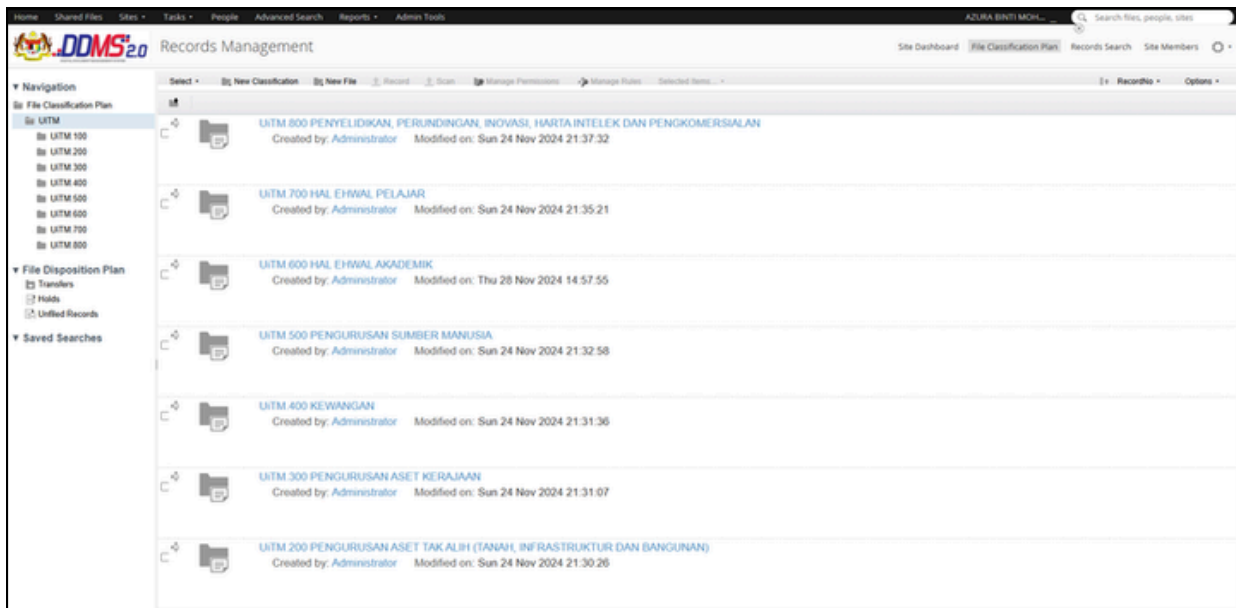 Home Shared Files Sites Tasks People Advanced Search Reports Admin Tools AZURA BINTI MOH... Search files, people, sites
DDMS 2.0 Records Management Site Dashboard File Classification Plan Records Search Site Members
Select New Classification New File Record Scan Manage Permissions Manage Rules Selected Items... RecordNo Options
Navigation
File Classification Plan
UiTM
UiTM.100
UiTM.200
UiTM.300
UiTM.400
UiTM.500
UiTM.600
UiTM.700
UiTM.800
File Disposition Plan
Transfers
Holds
Unfiled Records
Saved Searches
UiTM.800 PENYELIDIKAN, PERUNDINGAN, INOVASI, HARTA INTELEK DAN PENGKOMERSIALAN
Created by: Administrator Modified on: Sun 24 Nov 2024 21:37:32
UiTM.700 HAL EHWAL PELAJAR
Created by: Administrator Modified on: Sun 24 Nov 2024 21:35:21
UiTM.600 HAL EHWAL AKADEMIK
Created by: Administrator Modified on: Thu 28 Nov 2024 14:57:55
UiTM.500 PENGURUSAN SUMBER MANUSIA
Created by: Administrator Modified on: Sun 24 Nov 2024 21:32:58
UiTM.400 KEWANGAN
Created by: Administrator Modified on: Sun 24 Nov 2024 21:31:36
UiTM.300 PENGURUSAN ASET KERAJAAN
Created by: Administrator Modified on: Sun 24 Nov 2024 21:31:07
UiTM.200 PENGURUSAN ASET TAK ALIH (TANAH, INFRASTRUKTUR DAN BANGUNAN)
Created by: Administrator Modified on: Sun 24 Nov 2024 21:30:26